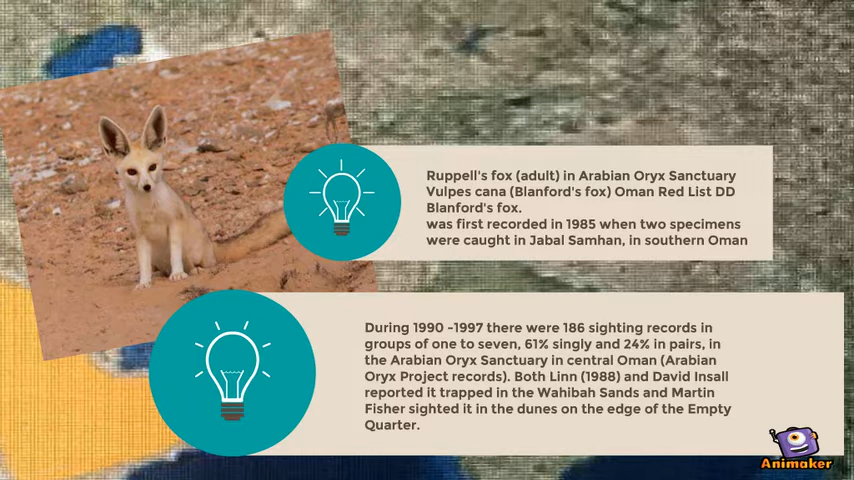 Ruppell's fox (adult) in Arabian Oryx Sanctuary
Vulpes cana (Blanford's fox) Oman Red List DD
Blanford's fox.
was first recorded in 1985 when two specimens
were caught in Jabal Samhan, in southern Oman
During 1990 -1997 there were 186 sighting records in
groups of one to seven, 61% singly and 24% in pairs, in
the Arabian Oryx Sanctuary in central Oman (Arabian
Oryx Project records). Both Linn (1988) and David Insall
reported it trapped in the Wahibah Sands and Martin
Fisher sighted it in the dunes on the edge of the Empty
Quarter.
Animaker